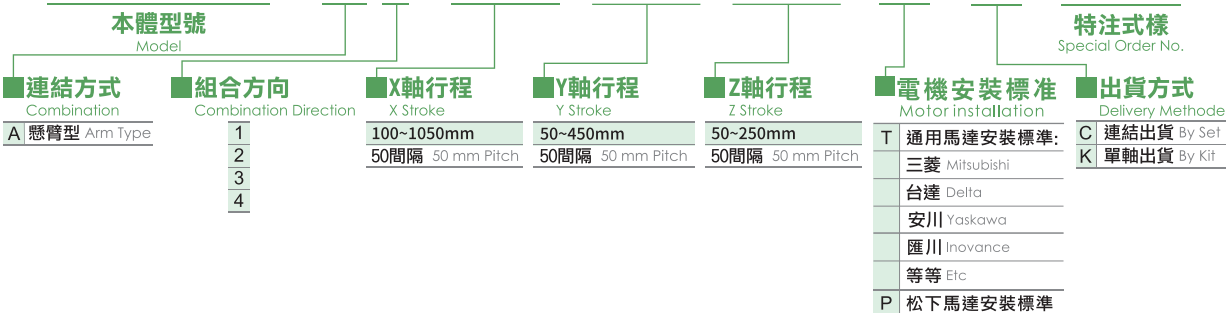 本體型號
Model
特注式樣
Special Order No.
連結方式
Combination
A 懸臂型 Arm Type
組合方向
Combination Direction
1
2
3
4
X軸行程
X Stroke
100~1050mm
50間隔 50 mm Pitch
Y軸行程
Y Stroke
50~450mm
50間隔 50 mm Pitch
Z軸行程
Z Stroke
50~250mm
50間隔 50 mm Pitch
電機安裝標准
Motor installation
T 通用馬達安裝標準:
三菱 Mitsubishi
台達 Delta
安川 Yaskawa
匯川 Inovance
等等 Etc
P 松下馬達安裝標準
出貨方式
Delivery Methode
C 連結出貨 By Set
K 單軸出貨 By Kit